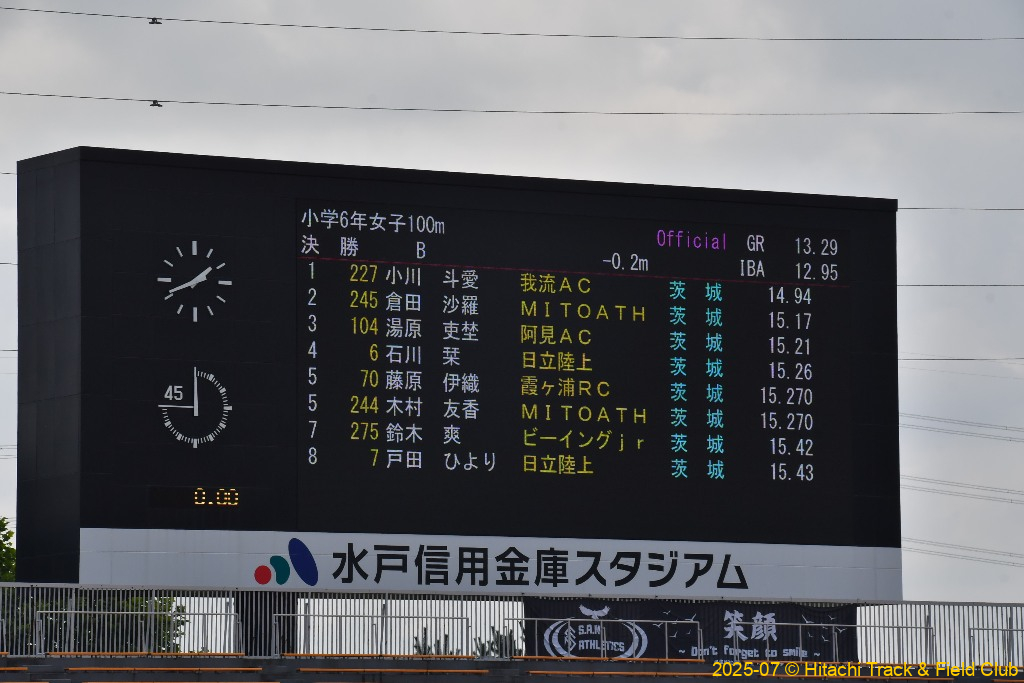 小学6年女子100m
Official GR 13.29
決 勝 B -0.2m IBA 12.95
1 227 小川 斗愛 我流AC 茨 城 14.94
2 245 倉田 沙羅 MITOATH 茨 城 15.17
3 104 湯原 吏埜 阿見AC 茨 城 15.21
4 6 石川 栞 日立陸上 茨 城 15.26
5 70 藤原 伊織 霞ヶ浦RC 茨 城 15.270
5 244 木村 友香 MITOATH 茨 城 15.270
7 275 鈴木 爽 ビーイングjr 茨 城 15.42
8 7 戸田 ひより 日立陸上 茨 城 15.43
45
0.00
水戸信用金庫スタジアム
S.A.N ATHLETICS
笑顔
~ Don't forget to smile ~
2025-07 © Hitachi Track & Field Club